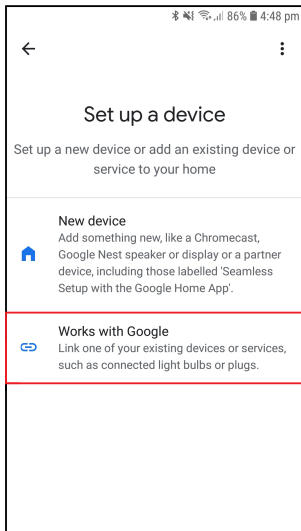 86% 4:48 pm
Set up a device
Set up a new device or add an existing device or
service to your home
New device
Add something new, like a Chromecast,
Google Nest speaker or display or a partner
device, including those labelled 'Seamless
Setup with the Google Home App'.
Works with Google
Link one of your existing devices or services,
such as connected light bulbs or plugs.